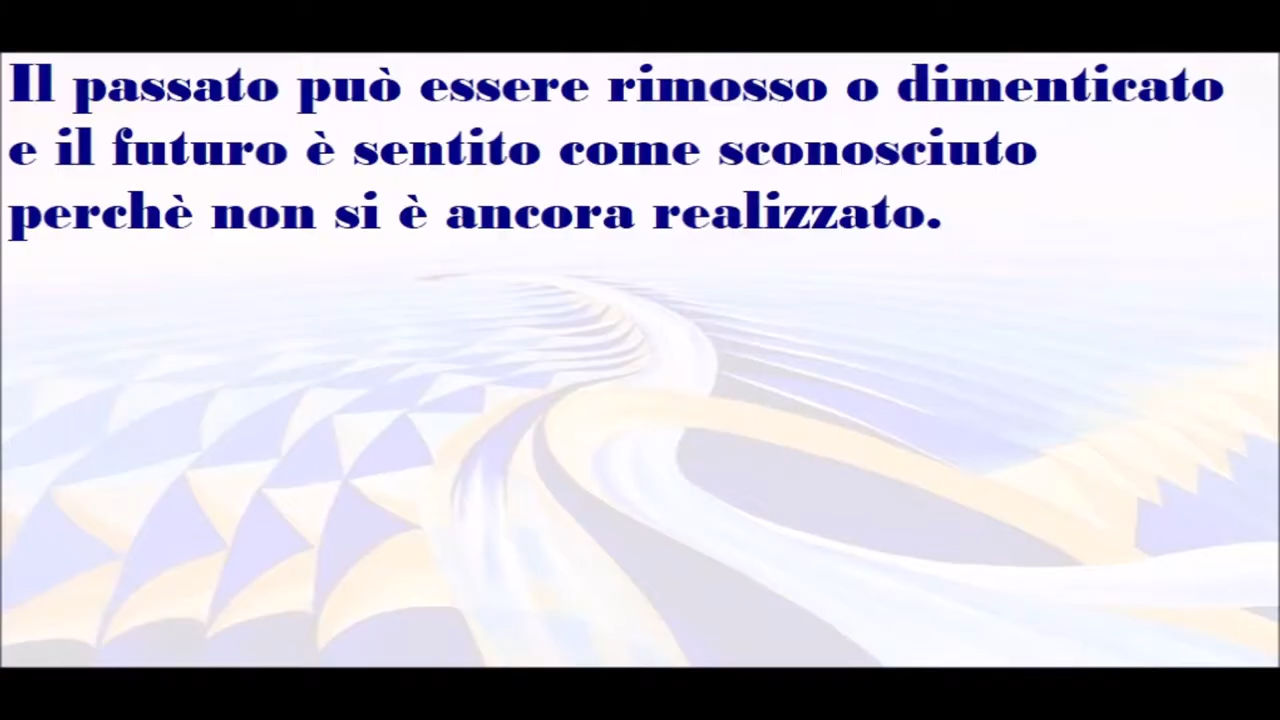 Il passato può essere rimosso o dimenticato
e il futuro è sentito come sconosciuto
perchè non si è ancora realizzato.